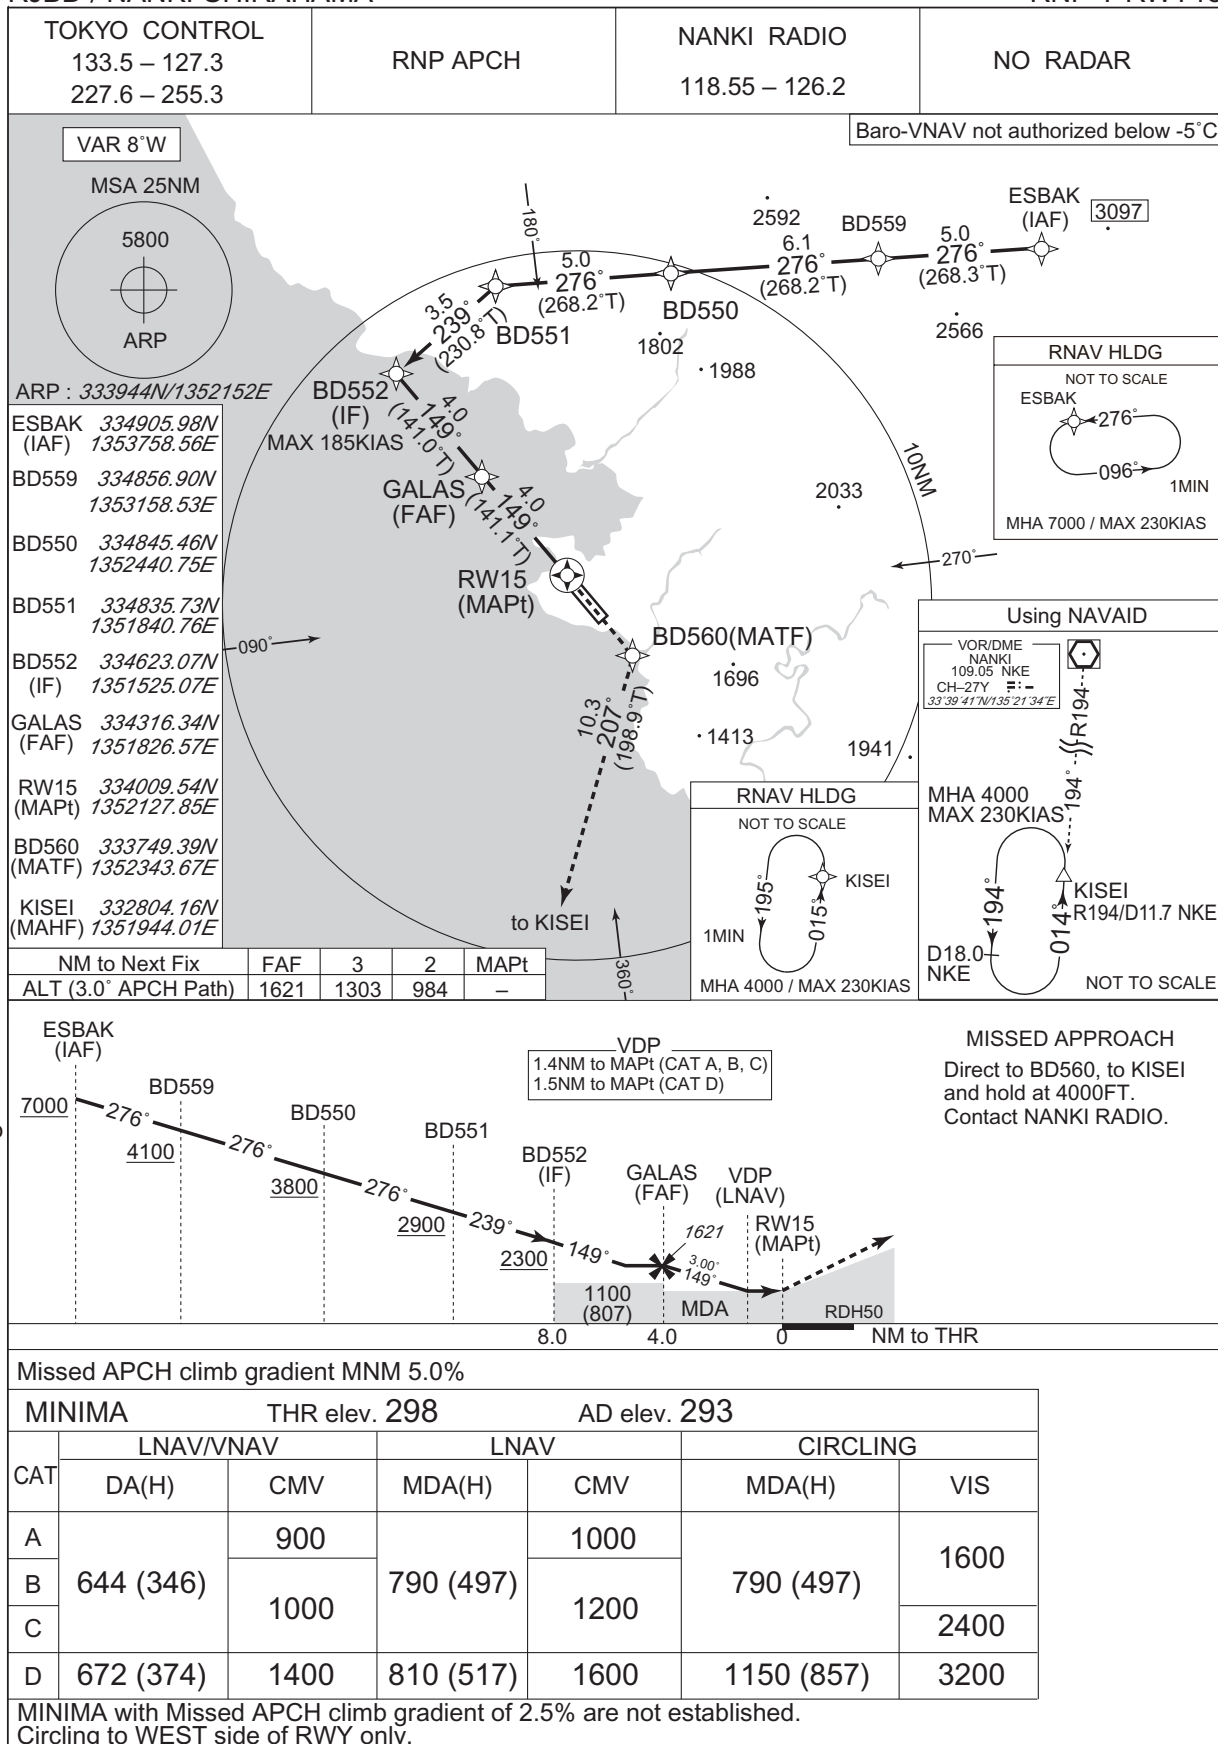 TOKYO CONTROL
133.5 – 127.3
227.6 – 255.3
RNP APCH
NANKI RADIO
118.55 – 126.2
NO RADAR
VAR 8°W
Baro-VNAV not authorized below -5°C
MSA 25NM
5800
ARP
ARP : 333944N/1352152E
180°
2592
BD559
ESBAK
(IAF)
3097
5.0
276°
(268.2°T)
6.1
276°
(268.2°T)
5.0
276°
(268.3°T)
3.5
239°
(230.8°T)
BD551
BD550
1802
1988
2566
BD552
(IF)
MAX 185KIAS
4.0
149°
(141.0°T)
GALAS
(FAF)
4.0
149°
(141.1°T)
RW15
(MAPt)
2033
10NM
270°
090°
BD560(MATF)
1696
1413
1941
10.3
207°
(198.9°T)
to KISEI
360°
RNAV HLDG
NOT TO SCALE
ESBAK
276°
096°
1MIN
MHA 7000 / MAX 230KIAS
ESBAK 334905.98N
(IAF) 1353758.56E
BD559 334856.90N
1353158.53E
BD550 334845.46N
1352440.75E
BD551 334835.73N
1351840.76E
BD552 334623.07N
(IF) 1351525.07E
GALAS 334316.34N
(FAF) 1351826.57E
RW15 334009.54N
(MAPt) 1352127.85E
BD560 333749.39N
(MATF) 1352343.67E
KISEI 332804.16N
(MAHF) 1351944.01E
Using NAVAID
VOR/DME
NANKI
109.05 NKE
CH–27Y
33°39'41"N/135°21'34"E
R194
194°
MHA 4000
MAX 230KIAS
194°
014°
KISEI
R194/D11.7 NKE
D18.0
NKE
NOT TO SCALE
RNAV HLDG
NOT TO SCALE
195°
015°
KISEI
1MIN
MHA 4000 / MAX 230KIAS
NM to Next Fix FAF 3 2 MAPt
ALT (3.0° APCH Path) 1621 1303 984 –
ESBAK
(IAF)
7000
276°
BD559
4100
276°
BD550
3800
276°
BD551
2900
239°
BD552
(IF)
2300
149°
GALAS
(FAF)
1621
3.00°
149°
VDP
(LNAV)
RW15
(MAPt)
VDP
1.4NM to MAPt (CAT A, B, C)
1.5NM to MAPt (CAT D)
MISSED APPROACH
Direct to BD560, to KISEI
and hold at 4000FT.
Contact NANKI RADIO.
1100
(807)
MDA
RDH50
8.0 4.0 0 NM to THR
Missed APCH climb gradient MNM 5.0%
MINIMA THR elev. 298 AD elev. 293
CAT LNAV/VNAV LNAV CIRCLING
DA(H) CMV MDA(H) CMV MDA(H) VIS
A 900 1000 1600
B 644 (346) 1000 790 (497) 1200 790 (497)
C 2400
D 672 (374) 1400 810 (517) 1600 1150 (857) 3200
MINIMA with Missed APCH climb gradient of 2.5% are not established.
Circling to WEST side of RWY only.